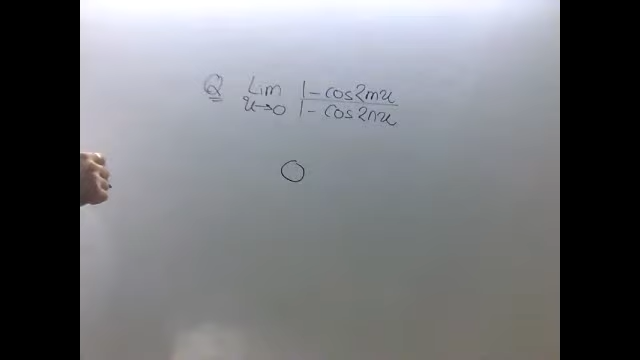 Q Lim 1-cos2mx
x→0 1-cos2nx
O